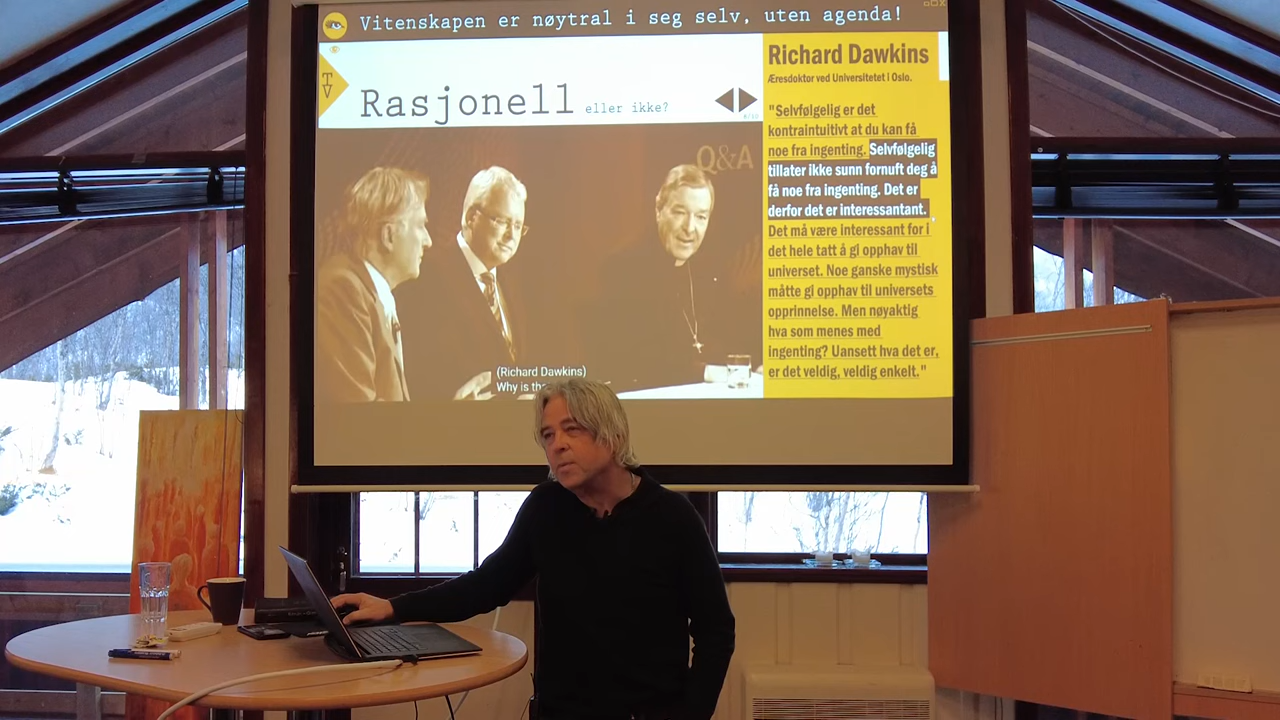 Vitenskapen er nøytral i seg selv, uten agenda!
TV
Rasjonell eller ikke?
Q&A
(Richard Dawkins)
Why is the
Richard Dawkins
Æresdoktor ved Universitetet i Oslo.
"Selvfølgelig er det
kontraintuitivt at du kan få
noe fra ingenting. Selvfølgelig
tillater ikke sunn fornuft deg å
få noe fra ingenting. Det er
derfor det er interessantant.
Det må være interessant for i
det hele tatt å gi opphav til
universet. Noe ganske mystisk
måtte gi opphav til universets
opprinnelse. Men nøyaktig
hva som menes med
ingenting? Uansett hva det er,
er det veldig, veldig enkelt."